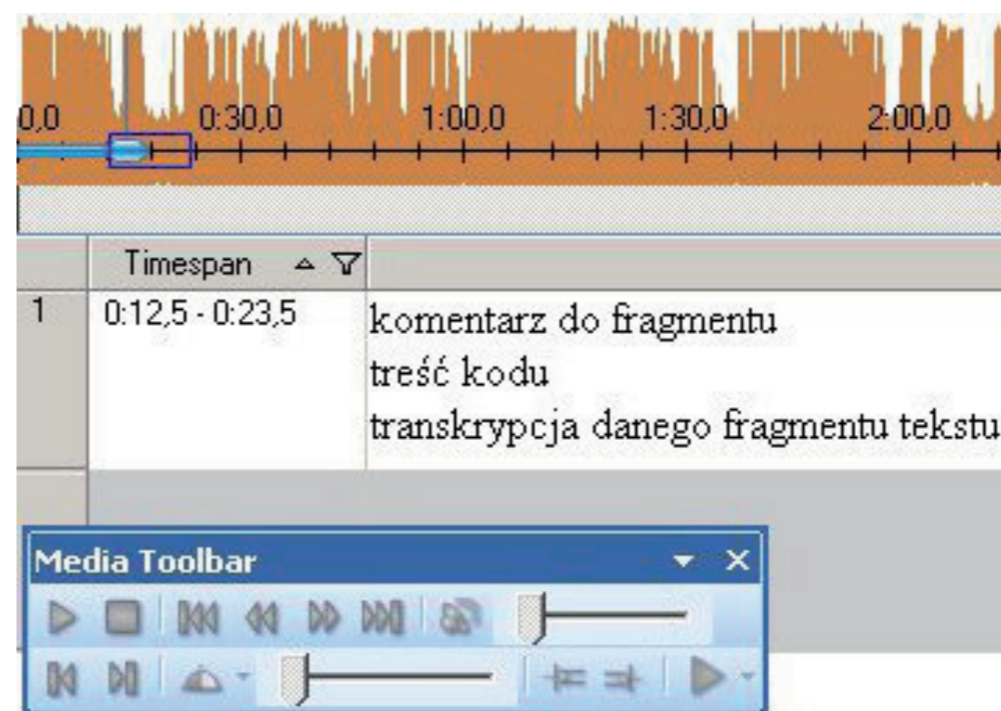 0,0 0:30,0 1:00,0 1:30,0 2:00,0
Timespan
1 0:12,5 - 0:23,5 komentarz do fragmentu
treść kodu
transkrypcja danego fragmentu tekstu
Media Toolbar